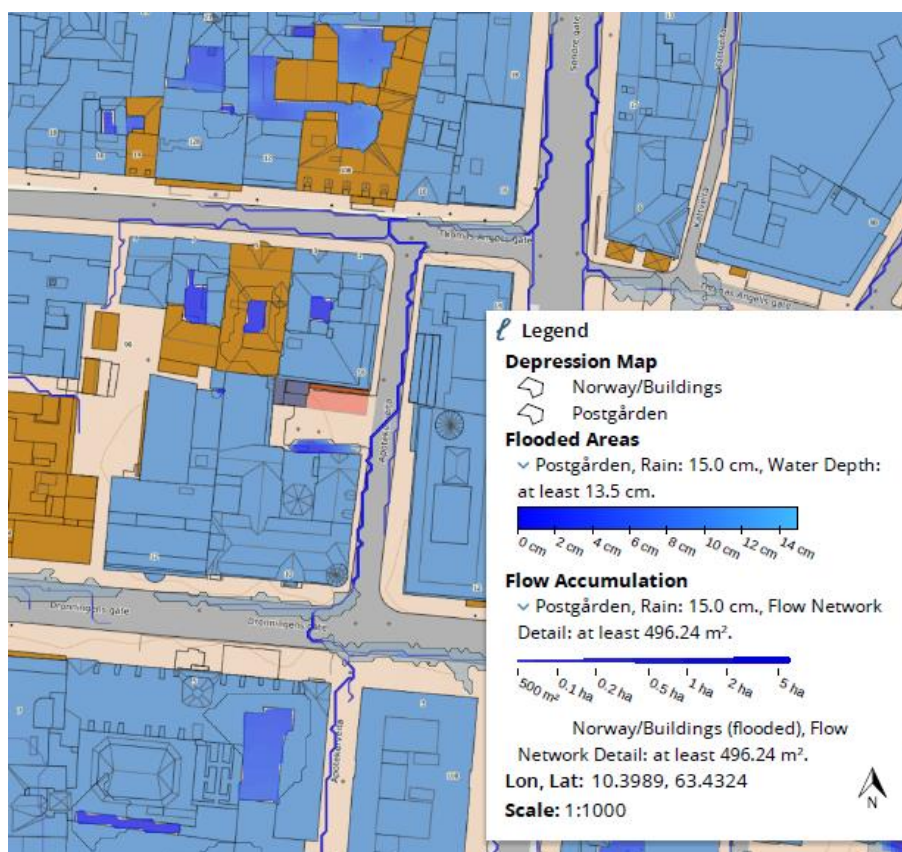 Søndre gate
Thomas Angells gate
Dronningens gate
Dronningens gate
Legend
Depression Map
Norway/Buildings
Postgården
Flooded Areas
Postgården, Rain: 15.0 cm., Water Depth:
at least 13.5 cm.
0 cm 2 cm 4 cm 6 cm 8 cm 10 cm 12 cm 14 cm
Flow Accumulation
Postgården, Rain: 15.0 cm., Flow Network
Detail: at least 496.24 m².
500 m² 0.1 ha 0.2 ha 0.5 ha 1 ha 2 ha 5 ha
Norway/Buildings (flooded), Flow
Network Detail: at least 496.24 m².
Lon, Lat: 10.3989, 63.4324
Scale: 1:1000
N